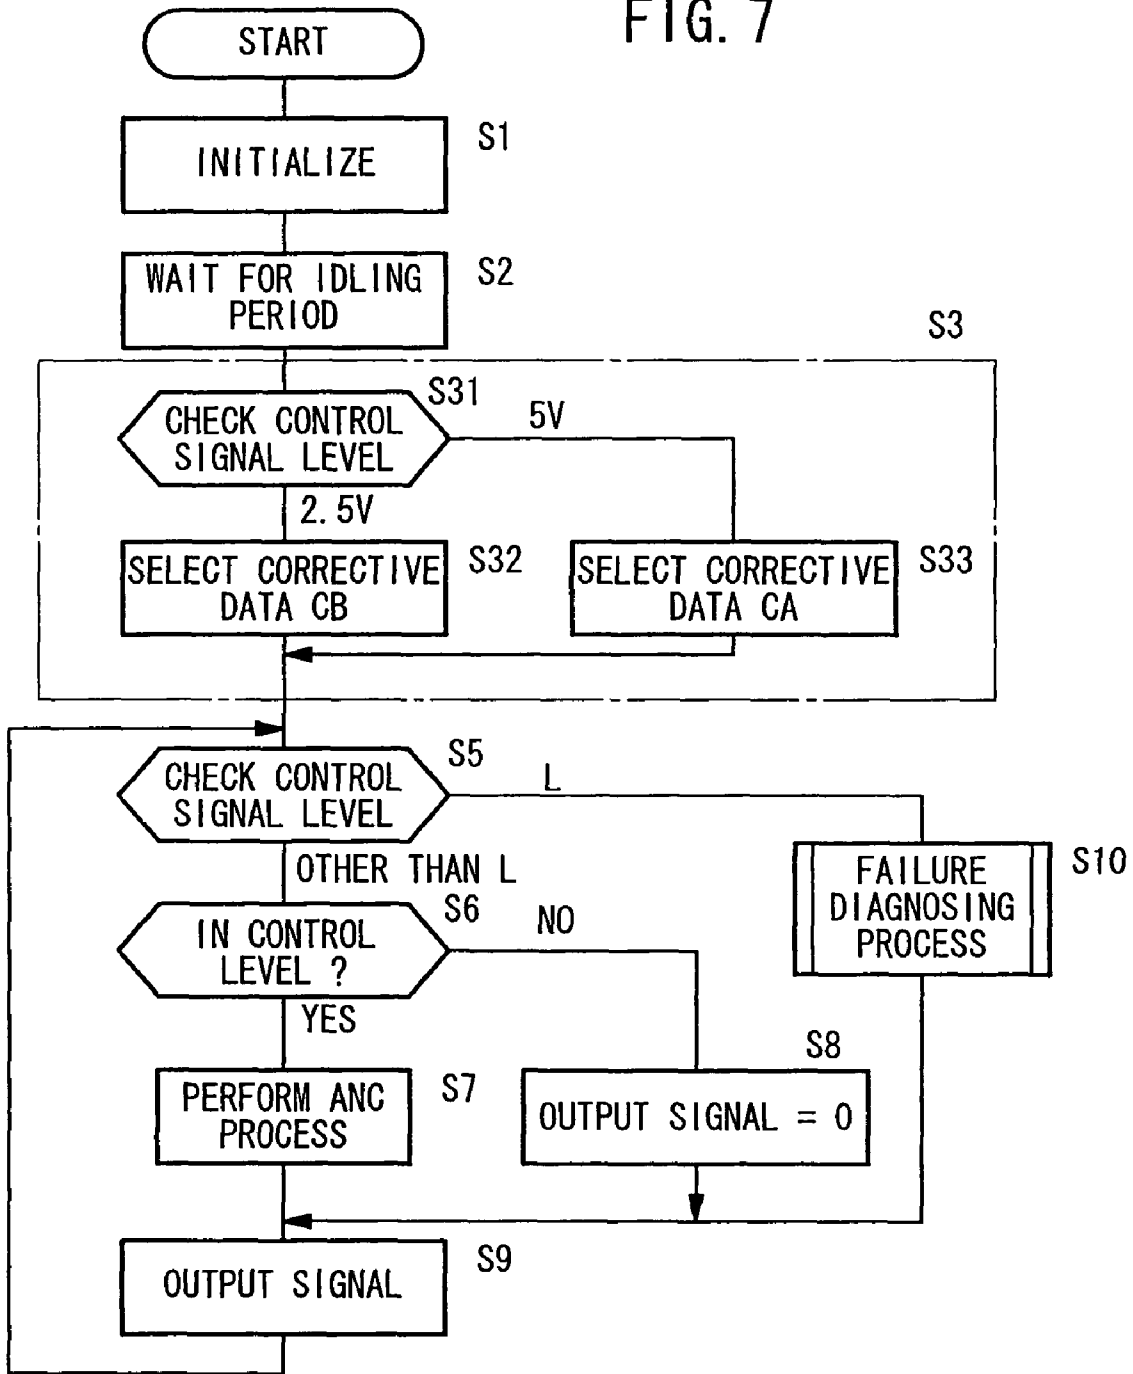 FIG. 7
START
S1
INITIALIZE
S2
WAIT FOR IDLING
PERIOD
S3
S31
CHECK CONTROL
SIGNAL LEVEL
5V
2.5V
SELECT CORRECTIVE
DATA CB
S32
SELECT CORRECTIVE
DATA CA
S33
S5
CHECK CONTROL
SIGNAL LEVEL
L
OTHER THAN L
FAILURE
DIAGNOSING
PROCESS
S10
S6
IN CONTROL
LEVEL ?
NO
YES
S7
PERFORM ANC
PROCESS
S8
OUTPUT SIGNAL = 0
S9
OUTPUT SIGNAL